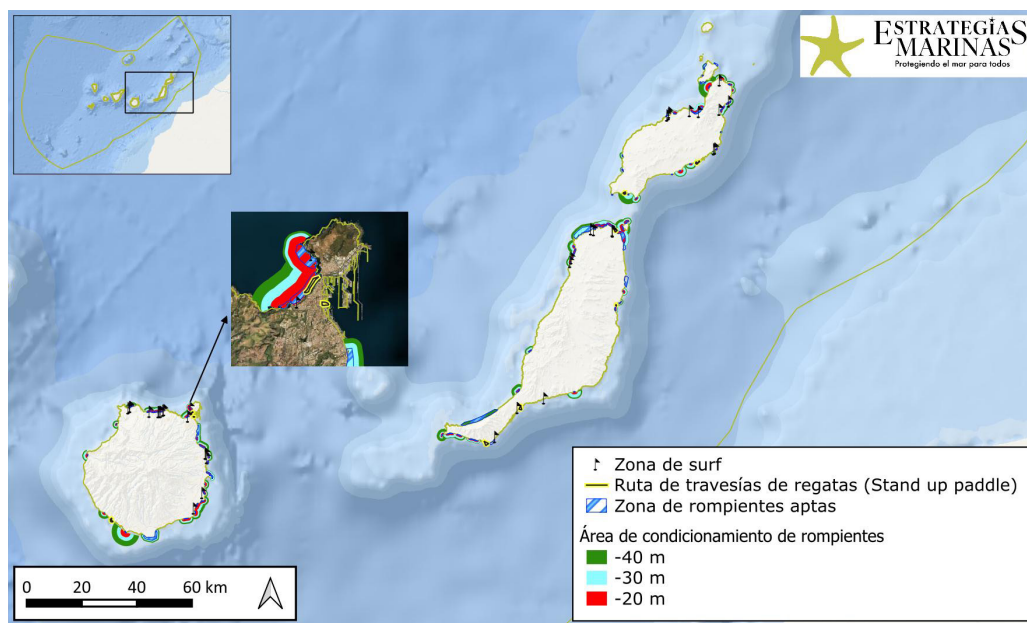 ESTRATEGIAS
MARINAS
Protegiendo el mar para todos
Zona de surf
Ruta de travesías de regatas (Stand up paddle)
Zona de rompientes aptas
Área de condicionamiento de rompientes
-40 m
-30 m
-20 m
0 20 40 60 km